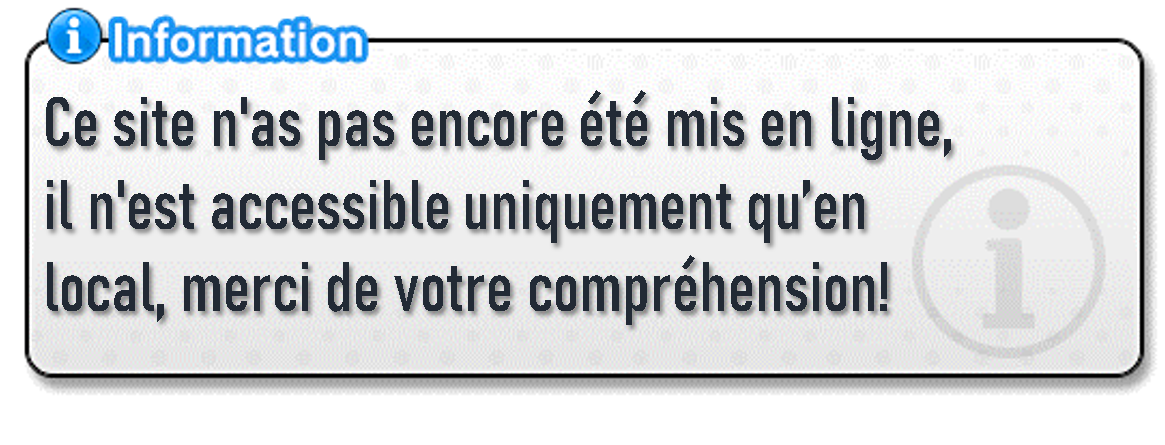 Information
Ce site n'as pas encore été mis en ligne,
il n'est accessible uniquement qu’en
local, merci de votre compréhension!